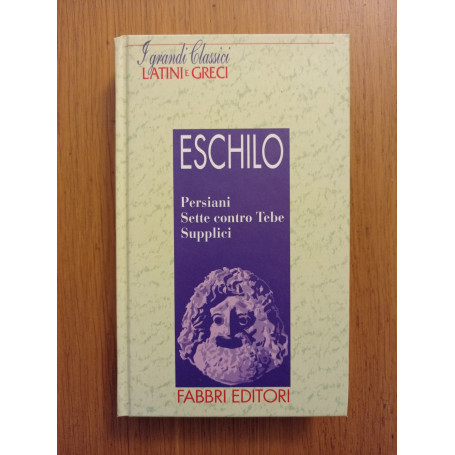 I grandi Classici
LATINI E GRECI
ESCHILO
Persiani
Sette contro Tebe
Supplici
FABBRI EDITORI